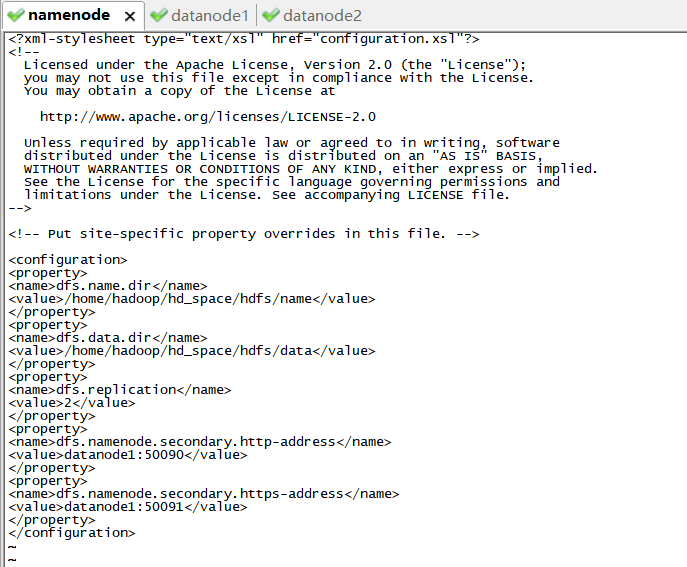 namenode × datanode1 datanode2
<?xml-stylesheet type="text/xsl" href="configuration.xsl"?>
<!--
  Licensed under the Apache License, Version 2.0 (the "License");
  you may not use this file except in compliance with the License.
  You may obtain a copy of the License at

    http://www.apache.org/licenses/LICENSE-2.0

  Unless required by applicable law or agreed to in writing, software
  distributed under the License is distributed on an "AS IS" BASIS,
  WITHOUT WARRANTIES OR CONDITIONS OF ANY KIND, either express or implied.
  See the License for the specific language governing permissions and
  limitations under the License. See accompanying LICENSE file.
-->

<!-- Put site-specific property overrides in this file. -->

<configuration>
<property>
<name>dfs.name.dir</name>
<value>/home/hadoop/hd_space/hdfs/name</value>
</property>
<property>
<name>dfs.data.dir</name>
<value>/home/hadoop/hd_space/hdfs/data</value>
</property>
<property>
<name>dfs.replication</name>
<value>2</value>
</property>
<property>
<name>dfs.namenode.secondary.http-address</name>
<value>datanode1:50090</value>
</property>
<property>
<name>dfs.namenode.secondary.https-address</name>
<value>datanode1:50091</value>
</property>
</configuration>
~
~